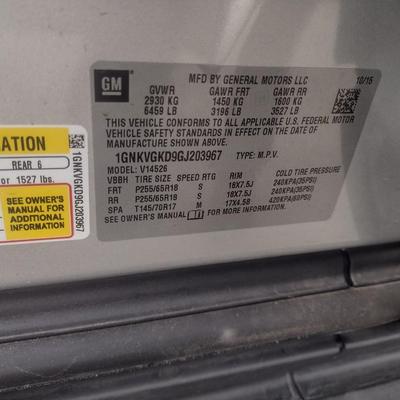 GM
MFD BY GENERAL MOTORS LLC 10/15
GVWR GAWR FRT GAWR RR
2930 KG 1450 KG 1600 KG
6459 LB 3196 LB 3527 LB
THIS VEHICLE CONFORMS TO ALL APPLICABLE U.S. FEDERAL MOTOR
VEHICLE SAFETY STANDARDS IN EFFECT ON THE DATE OF
MANUFACTURE SHOWN ABOVE.
1GNKVGKD9GJ203967 TYPE: M.P.V.
MODEL: V14526
VBBH TIRE SIZE SPEED RTG RIM COLD TIRE PRESSURE
FRT P255/65R18 S 18X7.5J 240KPA(35PSI)
RR P255/65R18 S 18X7.5J 240KPA(35PSI)
SPA T145/70R17 M 17X4.5B 420KPA(60PSI)
SEE OWNER'S MANUAL FOR MORE INFORMATION.
MATION
REAR 6
or 1527 lbs.
SEE OWNER'S
MANUAL FOR
ADDITIONAL
INFORMATION
1GNKVGKD9GJ203967